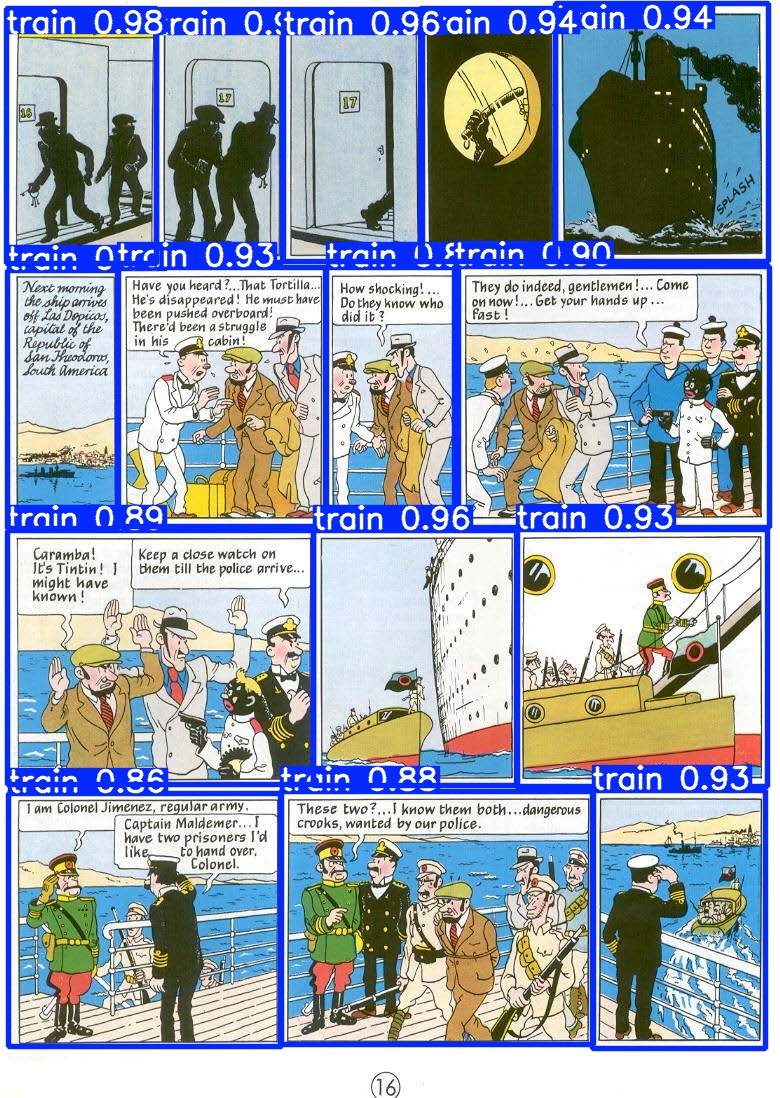 train 0.98
train 0.9
train 0.96
ain 0.94
ain 0.94
16
17
17
SPLASH
train 0.
train 0.93
train 0.8
train 0.90
Next morning
the ship arrives
off Las Dopicos,
capital of the
Republic of
San Theodoros,
South America
Have you heard?...That Tortilla...
He's disappeared! He must have
been pushed overboard!
There'd been a struggle
in his cabin!
How shocking!...
Do they know who
did it?
They do indeed, gentlemen!... Come
on now!... Get your hands up...
Fast!
train 0.89
train 0.96
train 0.93
Caramba!
It's Tintin! I
might have
known!
Keep a close watch on
them till the police arrive...
train 0.86
train 0.88
train 0.93
I am Colonel Jimenez, regular army.
Captain Maldemer... I
have two prisoners I'd
like to hand over,
Colonel.
These two?...I know them both...dangerous
crooks, wanted by our police.
16